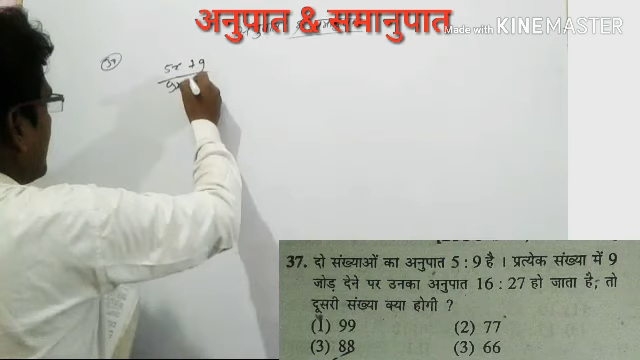 अनुपात & समानुपात
Made with KINEMASTER
37
5x + 9
9x
37. दो संख्याओं का अनुपात 5 : 9 है । प्रत्येक संख्या में 9
जोड़ देने पर उनका अनुपात 16 : 27 हो जाता है, तो
दूसरी संख्या क्या होगी ?
(1) 99 (2) 77
(3) 88 (3) 66